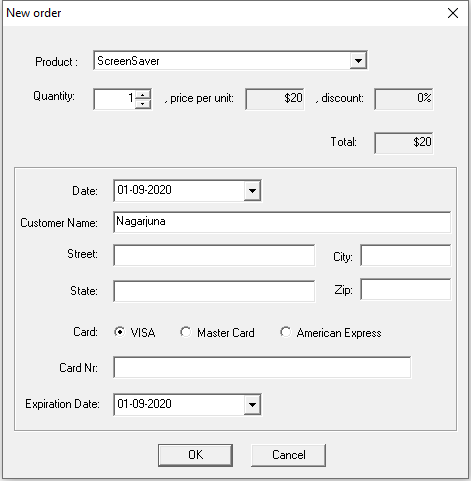 New order
Product : ScreenSaver
Quantity: 1 , price per unit: $20 , discount: 0%
Total: $20
Date: 01-09-2020
Customer Name: Nagarjuna
Street: City:
State: Zip:
Card: VISA Master Card American Express
Card Nr:
Expiration Date: 01-09-2020
OK Cancel